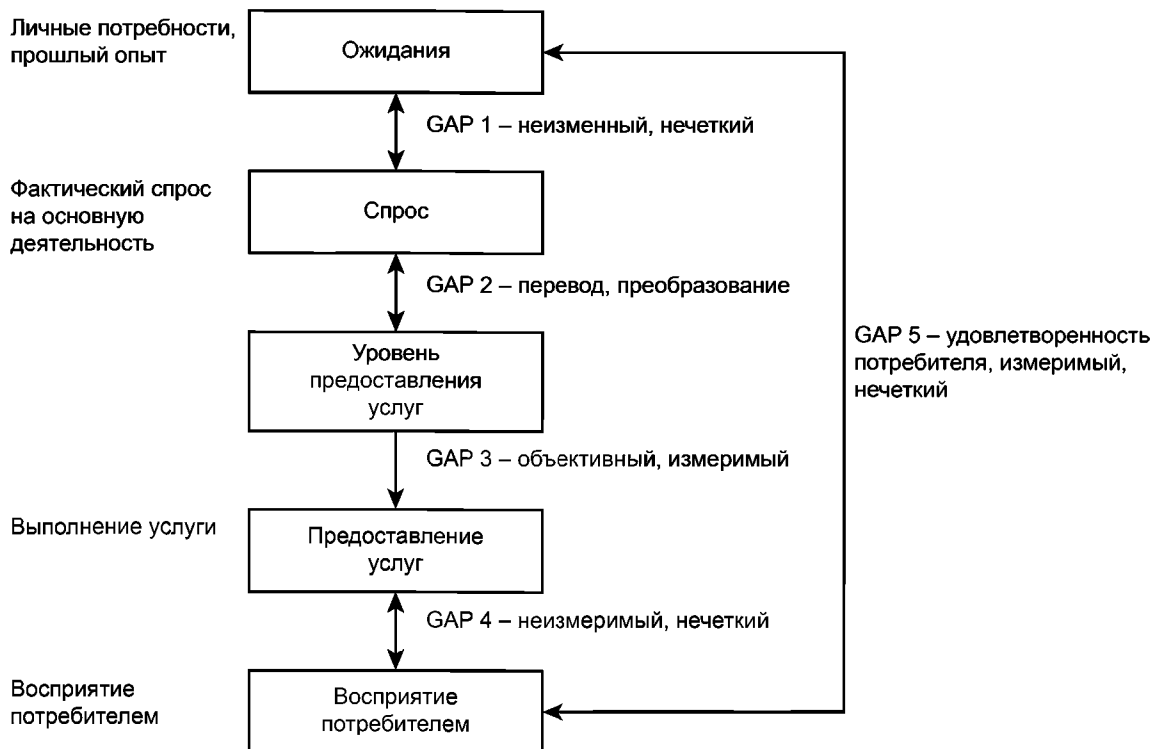 Личные потребности,
прошлый опыт
Ожидания
GAP 1 – неизменный, нечеткий
Фактический спрос
на основную
деятельность
Спрос
GAP 2 – перевод, преобразование
Уровень
предоставления
услуг
GAP 5 – удовлетворенность
потребителя, измеримый,
нечеткий
GAP 3 – объективный, измеримый
Выполнение услуги
Предоставление
услуг
GAP 4 – неизмеримый, нечеткий
Восприятие
потребителем
Восприятие
потребителем